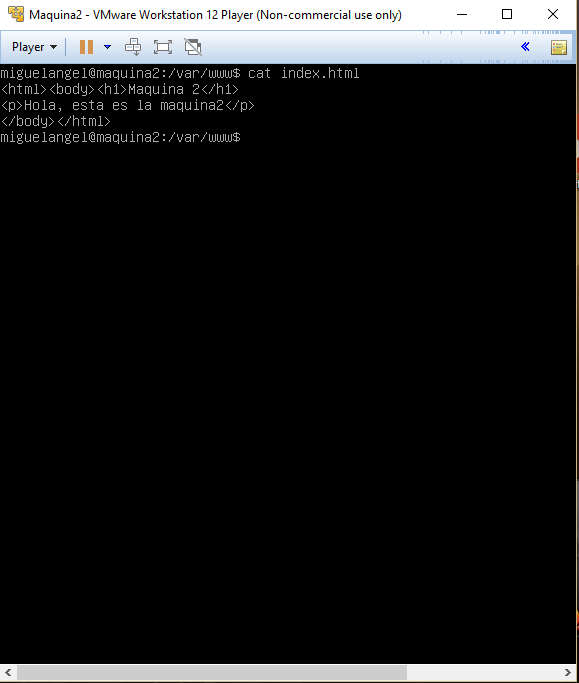 Maquina2 - VMware Workstation 12 Player (Non-commercial use only)
Player
miguelangel@maquina2:/var/www$ cat index.html
<html><body><h1>Maquina 2</h1>
<p>Hola, esta es la maquina2</p>
</body></html>
miguelangel@maquina2:/var/www$